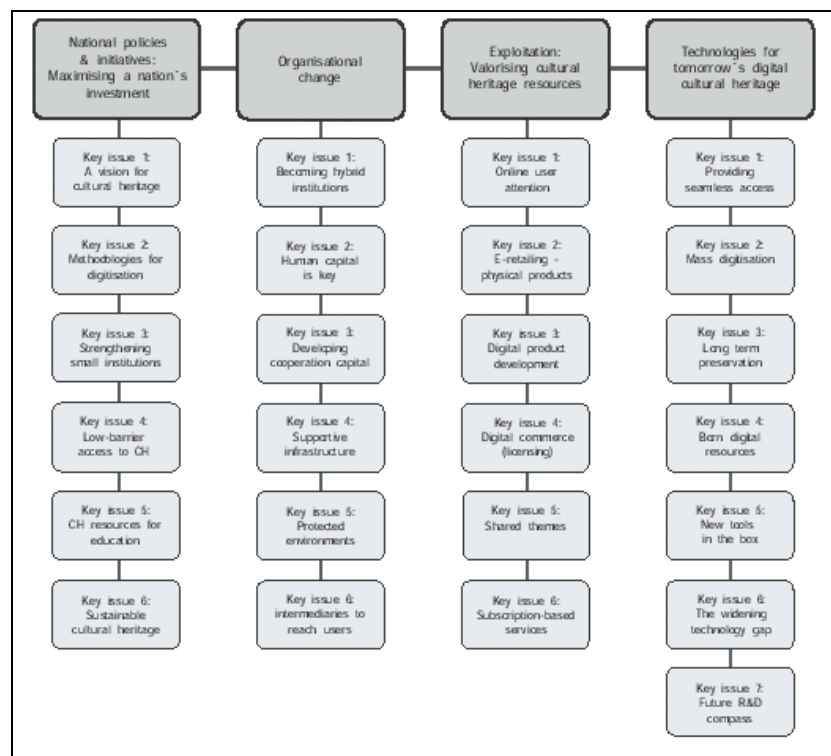 National policies
& initiatives:
Maximising a nation`s
investment
Organisational
change
Exploitation:
Valorising cultural
heritage resources
Technologies for
tomorrow`s digital
cultural heritage
Key issue 1:
A vision for
cultural heritage
Key issue 2:
Methodologies for
digitisation
Key issue 3:
Strengthening
small institutions
Key issue 4:
Low-barrier
access to CH
Key issue 5:
CH resources for
education
Key issue 6:
Sustainable
cultural heritage
Key issue 1:
Becoming hybrid
institutions
Key issue 2:
Human capital
is key
Key issue 3:
Developing
cooperation capital
Key issue 4:
Supportive
infrastructure
Key issue 5:
Protected
environments
Key issue 6:
intermediaries to
reach users
Key issue 1:
Online user
attention
Key issue 2:
E-retailing -
physical products
Key issue 3:
Digital product
development
Key issue 4:
Digital commerce
(licensing)
Key issue 5:
Shared themes
Key issue 6:
Subscription-based
services
Key issue 1:
Providing
seamless access
Key issue 2:
Mass digitisation
Key issue 3:
Long term
preservation
Key issue 4:
Born digital
resources
Key issue 5:
New tools
in the box
Key issue 6:
The widening
technology gap
Key issue 7:
Future R&D
compass